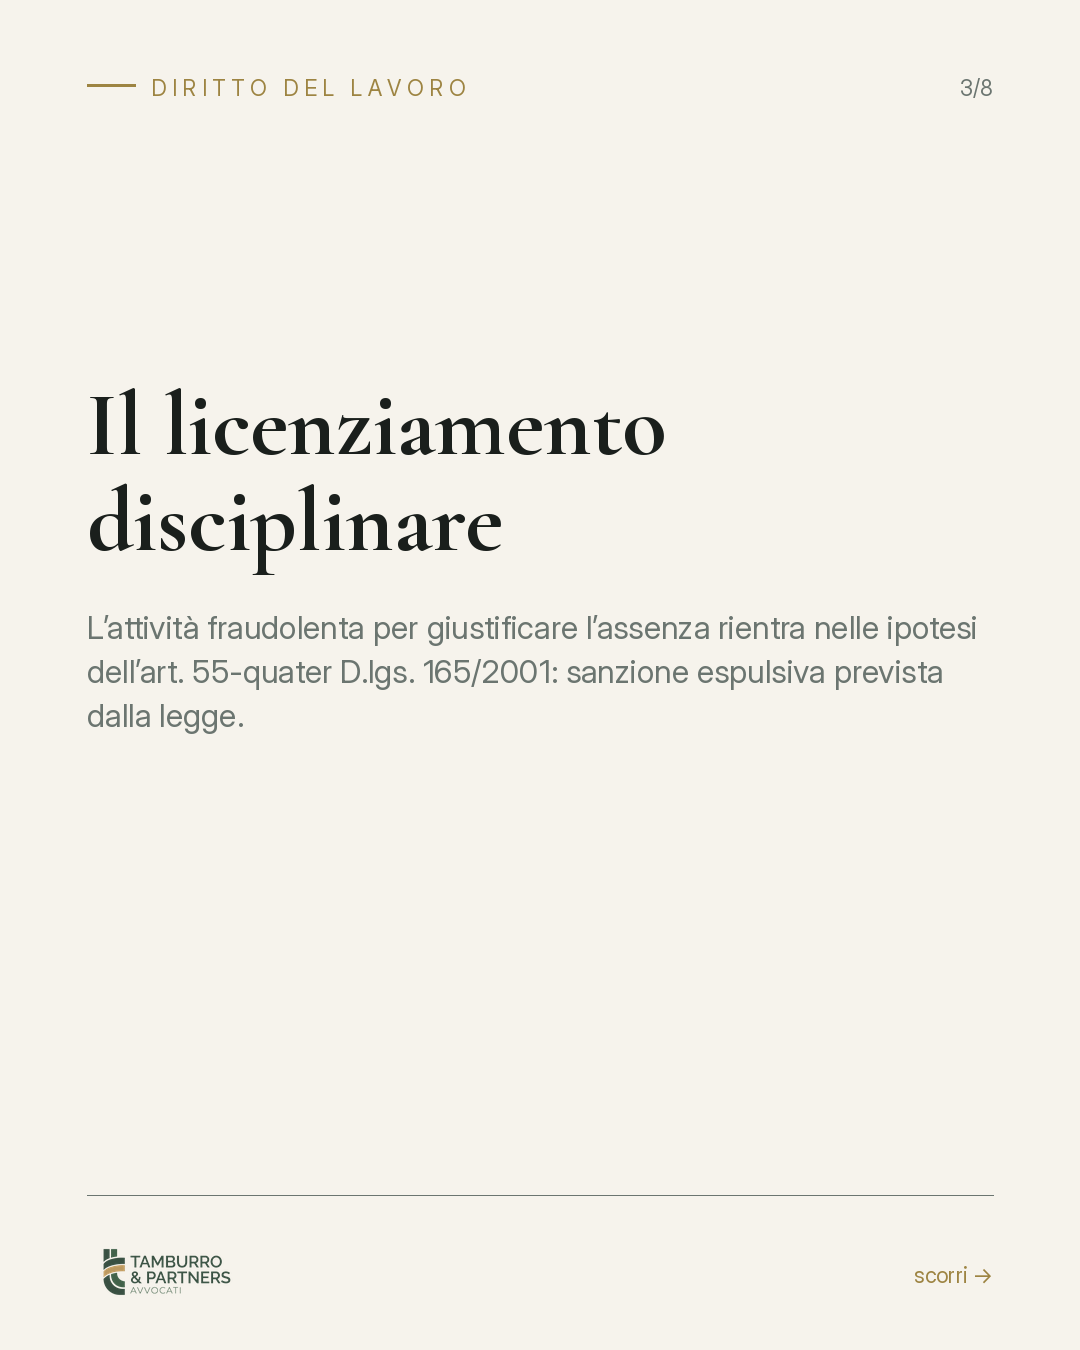 DIRITTO DEL LAVORO
3/8
Il licenziamento
disciplinare
L’attività fraudolenta per giustificare l’assenza rientra nelle ipotesi
dell’art. 55-quater D.lgs. 165/2001: sanzione espulsiva prevista
dalla legge.
TAMBURRO
& PARTNERS
AVVOCATI
scorri →